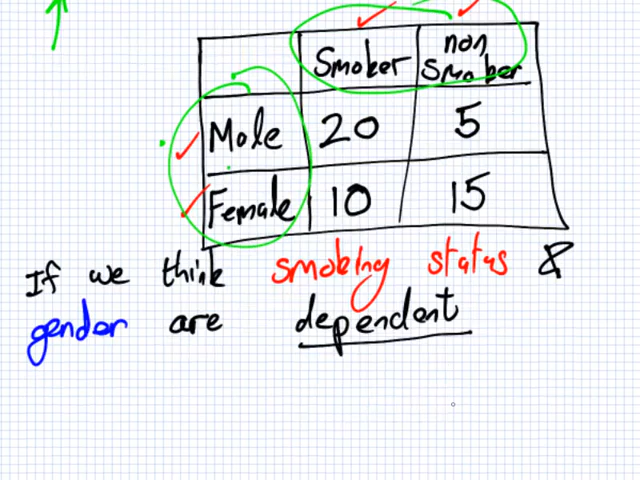 Smoker non
Smoker
Male 20 5
Female 10 15
If we think smoking status &
gender are dependent